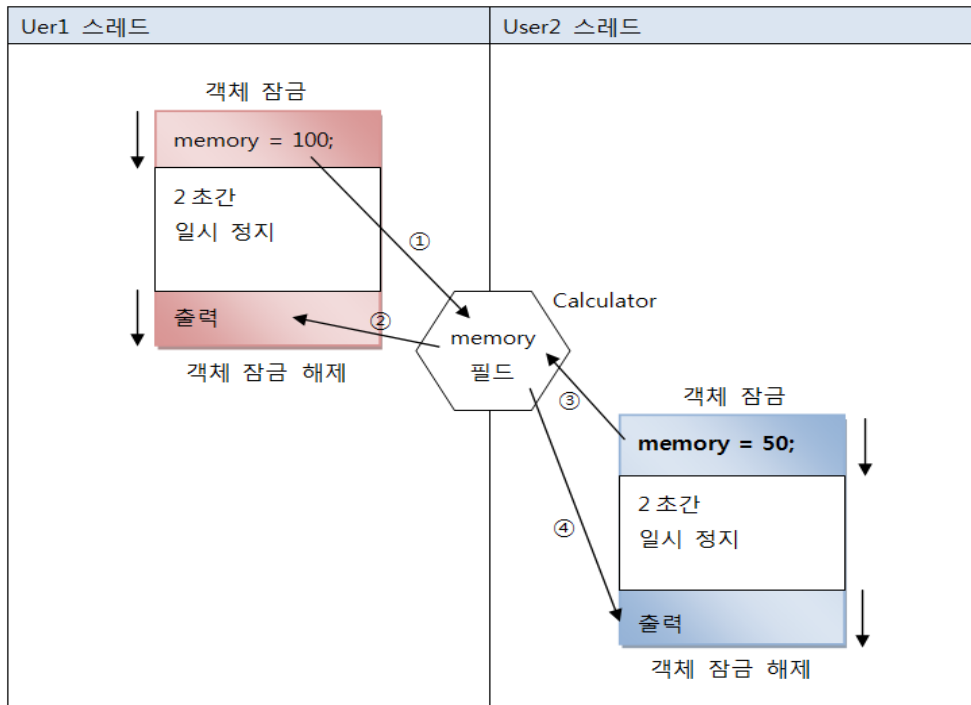 Uer1 스레드
User2 스레드
객체 잠금
memory = 100;
2 초간
일시 정지
①
출력
②
객체 잠금 해제
Calculator
memory
필드
③
객체 잠금
memory = 50;
2 초간
일시 정지
④
출력
객체 잠금 해제